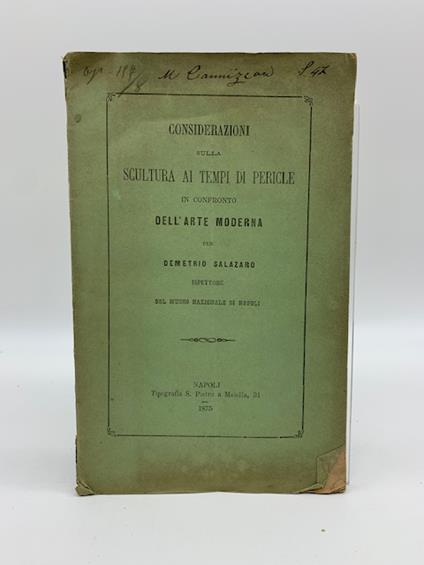 M Cannizzaro
CONSIDERAZIONI
SULLA
SCULTURA AI TEMPI DI PERICLE
IN CONFRONTO
DELL'ARTE MODERNA
PER
DEMETRIO SALAZARO
ISPETTORE
DEL MUSEO NAZIONALE DI NAPOLI
NAPOLI
Tipografia S. Pietro a Majella, 31
1875